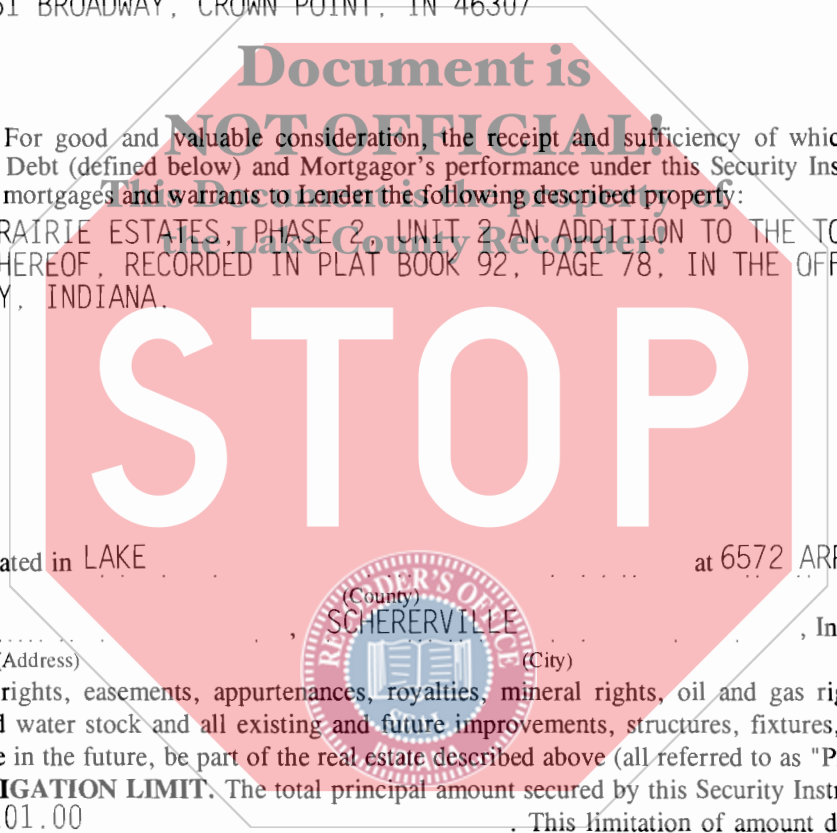 51 BROADWAY, CROWN POINT, IN 46307
Document is
NOT OFFICIAL!
This Document is the property of
the Lake County Recorder!
For good and valuable consideration, the receipt and sufficiency of whic
Debt (defined below) and Mortgagor's performance under this Security Ins
mortgages and warrants to Lender the following described property:
RAIRIE ESTATES, PHASE 2, UNIT 2 AN ADDITION TO THE TO
HEREOF, RECORDED IN PLAT BOOK 92, PAGE 78, IN THE OFF
Y, INDIANA.
STOP
ated in LAKE at 6572 ARR
(County)
, SCHERERVILLE , In
(Address) (City)
RECORDER'S OFFICE
SEAL
INDIANA
rights, easements, appurtenances, royalties, mineral rights, oil and gas rig
d water stock and all existing and future improvements, structures, fixtures,
e in the future, be part of the real estate described above (all referred to as "P
IGATION LIMIT. The total principal amount secured by this Security Instr
01.00 . This limitation of amount d